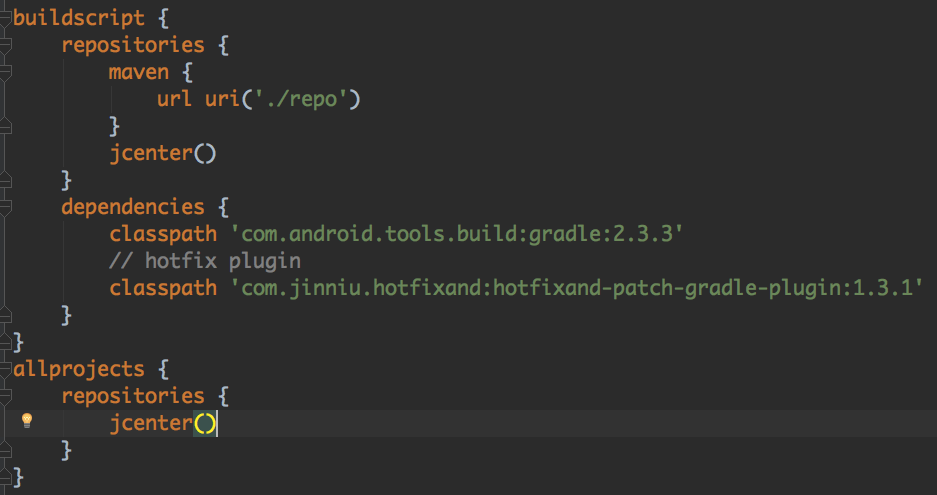 buildscript {
    repositories {
        maven {
            url uri('./repo')
        }
        jcenter()
    }
    dependencies {
        classpath 'com.android.tools.build:gradle:2.3.3'
        // hotfix plugin
        classpath 'com.jinniu.hotfixand:hotfixand-patch-gradle-plugin:1.3.1'
    }
}
allprojects {
    repositories {
        jcenter()
    }
}